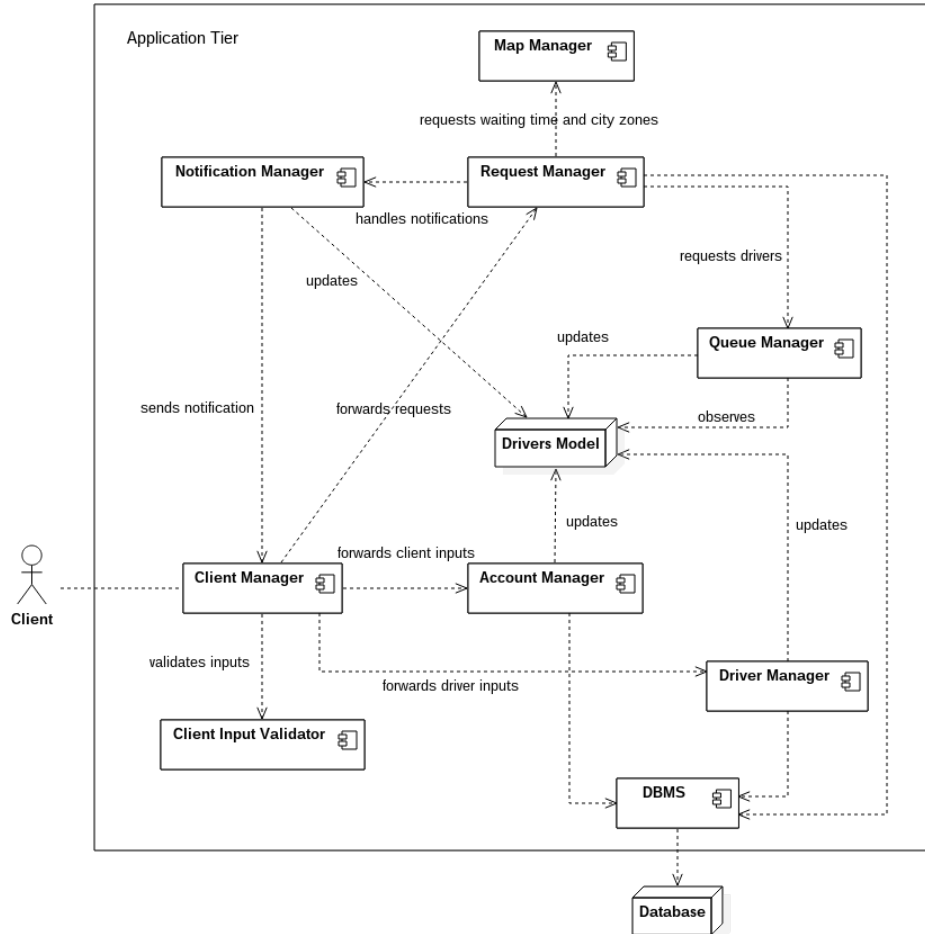 Application Tier
Map Manager
requests waiting time and city zones
Notification Manager
Request Manager
handles notifications
requests drivers
updates
Queue Manager
updates
sends notification
forwards requests
observes
Drivers Model
updates
updates
forwards client inputs
Client Manager
Account Manager
Client
validates inputs
Driver Manager
forwards driver inputs
Client Input Validator
DBMS
Database